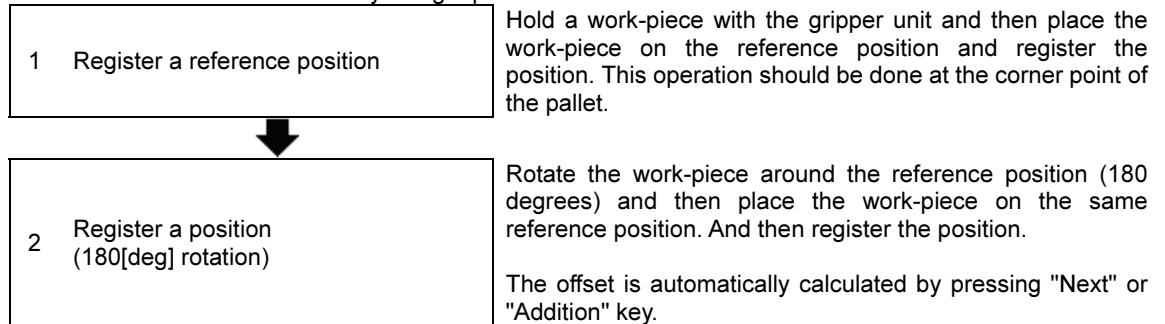 Hold a work-piece with the gripper unit and then place the
work-piece on the reference position and register the
position. This operation should be done at the corner point of
the pallet.
1 Register a reference position
Rotate the work-piece around the reference position (180
degrees) and then place the work-piece on the same
reference position. And then register the position.
2 Register a position
(180[deg] rotation)
The offset is automatically calculated by pressing "Next" or
"Addition" key.